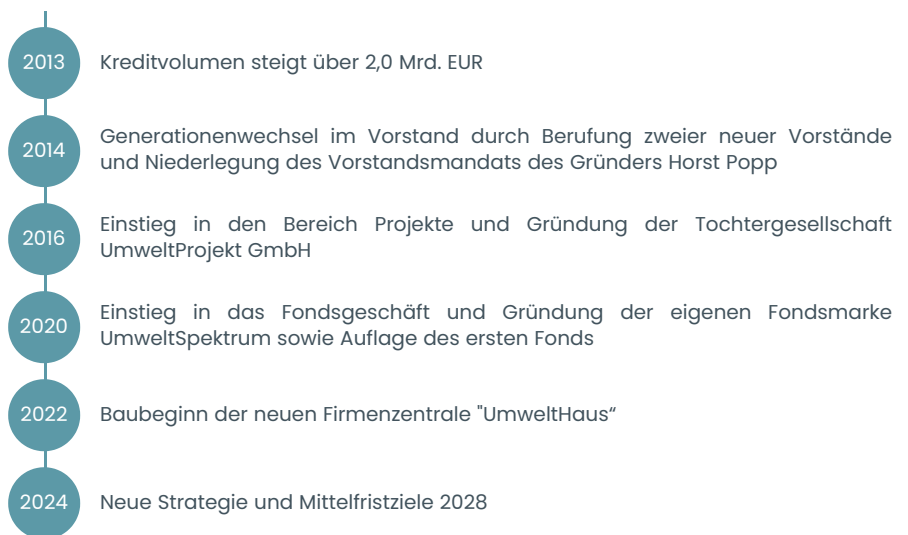 2013
Kreditvolumen steigt über 2,0 Mrd. EUR
2014
Generationenwechsel im Vorstand durch Berufung zweier neuer Vorstände
und Niederlegung des Vorstandsmandats des Gründers Horst Popp
2016
Einstieg in den Bereich Projekte und Gründung der Tochtergesellschaft
UmweltProjekt GmbH
2020
Einstieg in das Fondsgeschäft und Gründung der eigenen Fondsmarke
UmweltSpektrum sowie Auflage des ersten Fonds
2022
Baubeginn der neuen Firmenzentrale "UmweltHaus“
2024
Neue Strategie und Mittelfristziele 2028